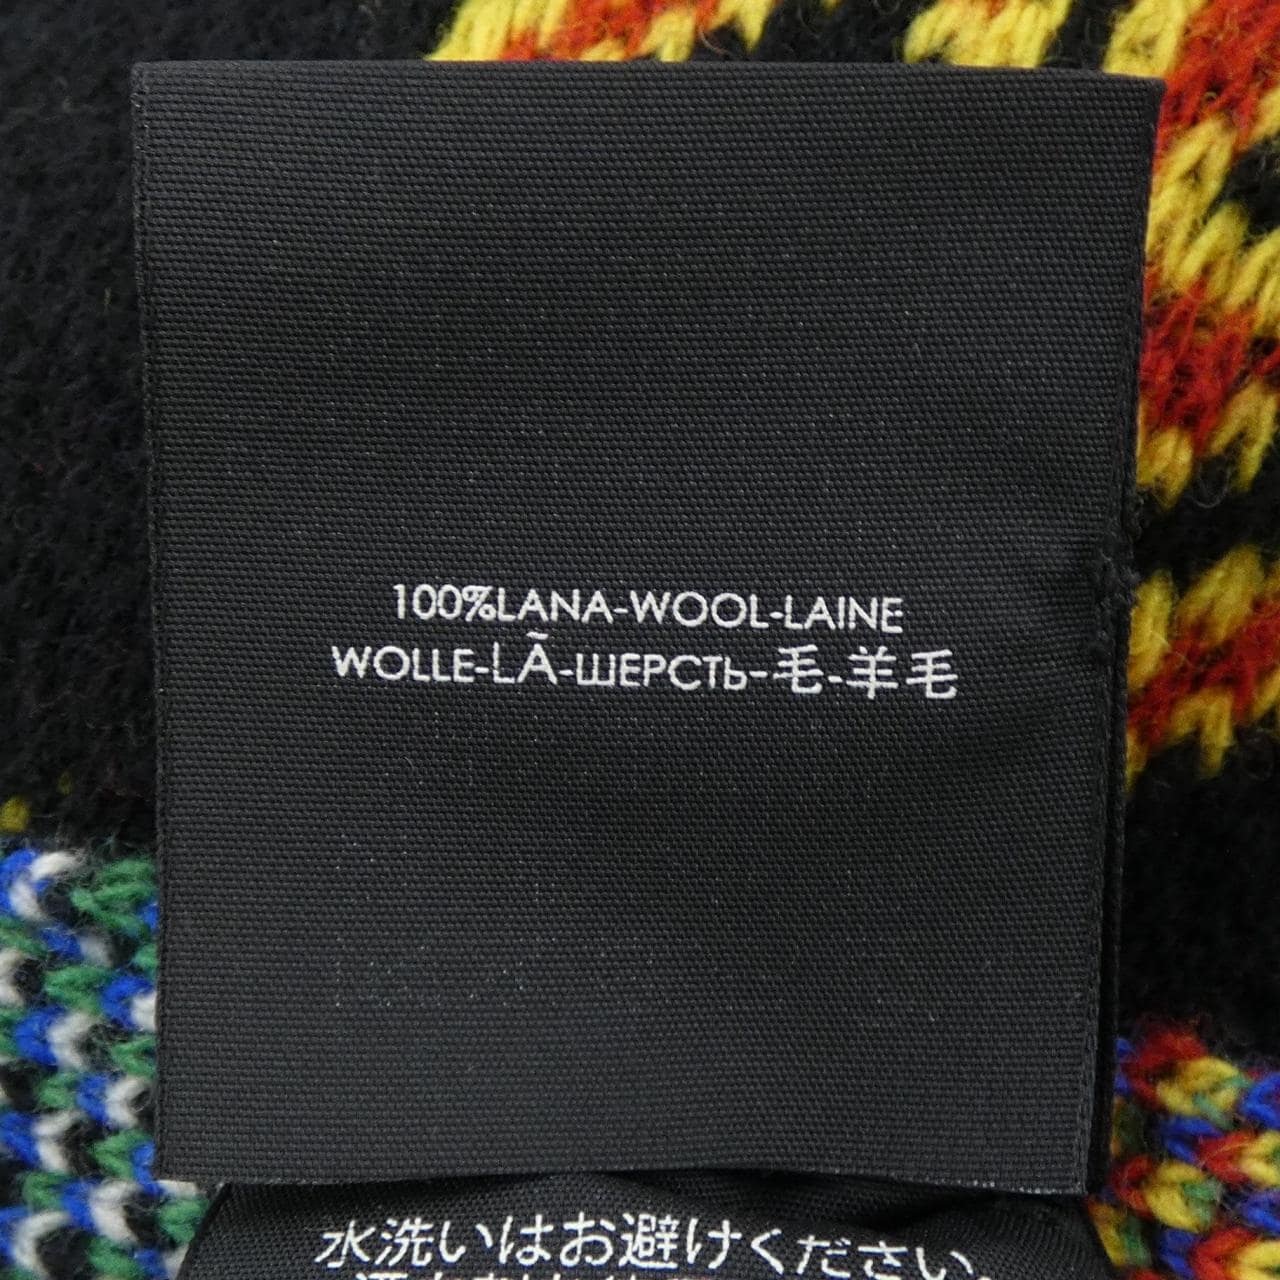 100%LANA-WOOL-LAINE
WOLLE-LÃ-ШЕРСТЬ-毛-羊毛
水洗いはお避けください。